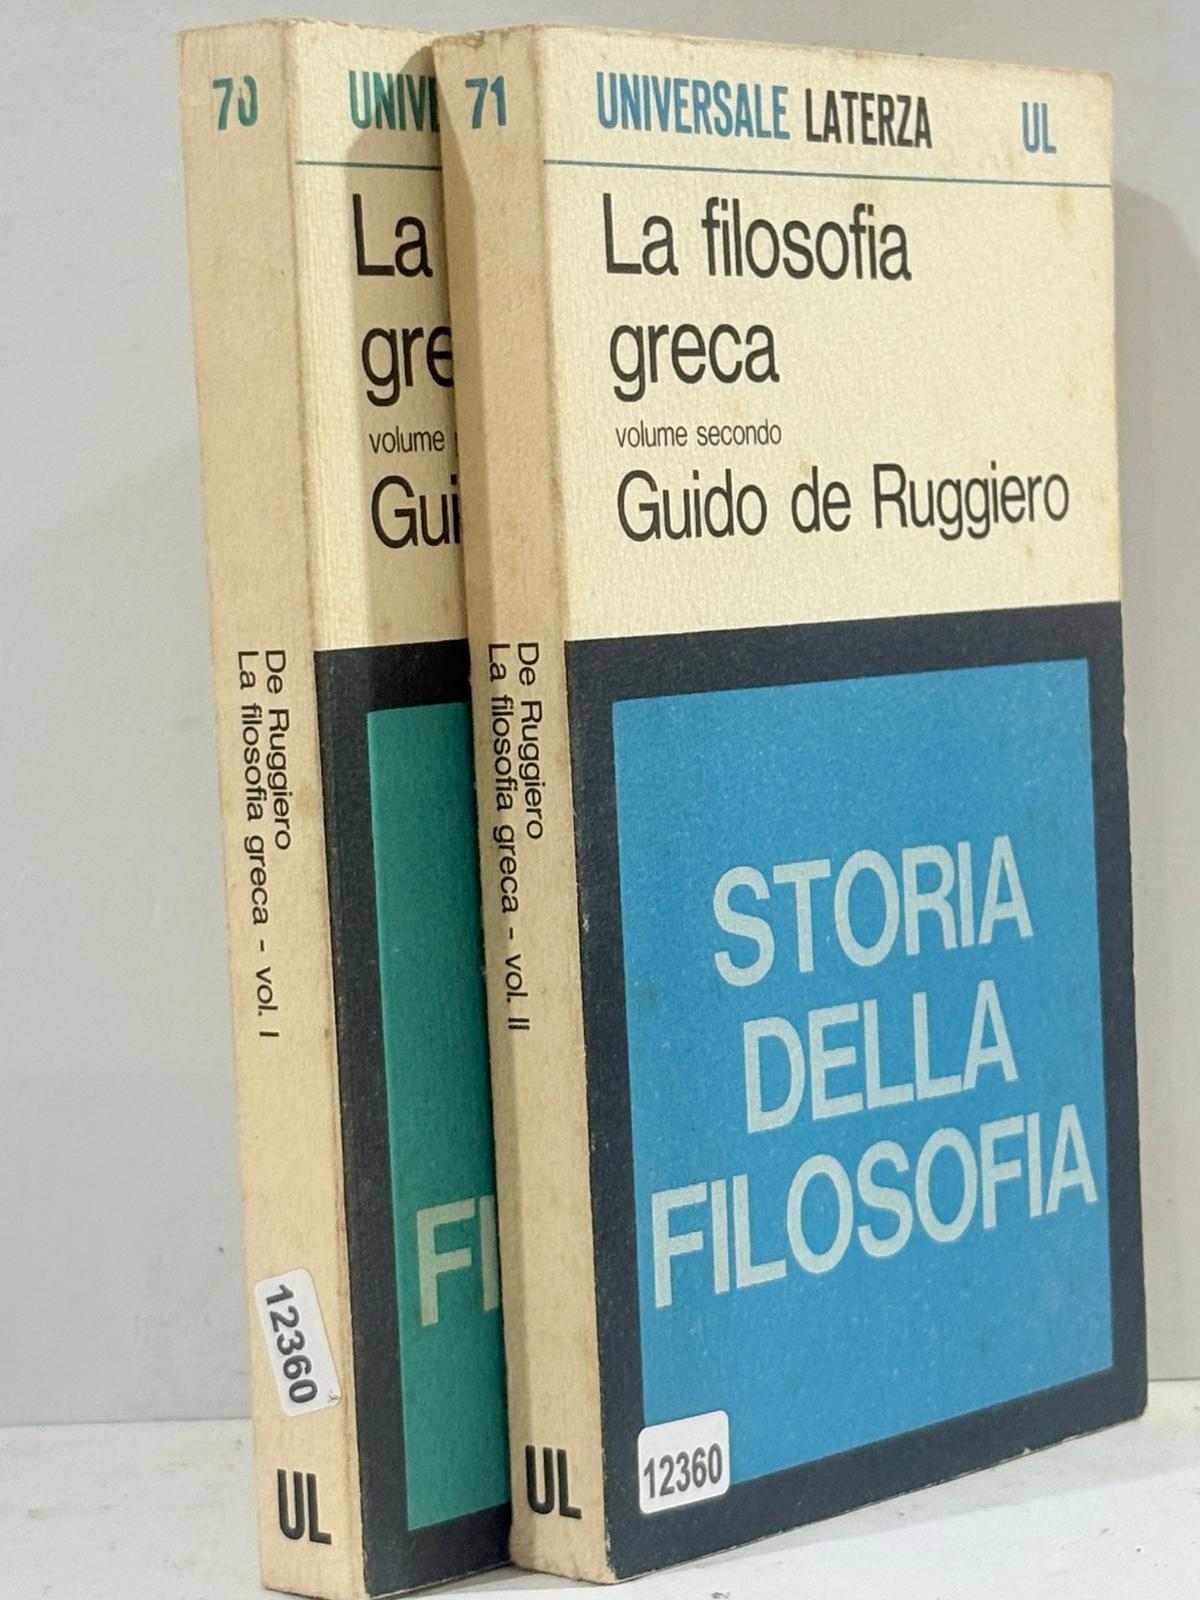 70
UNIV
La
gre
volume
Gui
De Ruggiero
La filosofia greca - vol. I
FI
12360
UL
71
UNIVERSALE LATERZA UL
La filosofia
greca
volume secondo
Guido de Ruggiero
De Ruggiero
La filosofia greca - vol. II
STORIA
DELLA
FILOSOFIA
12360
UL